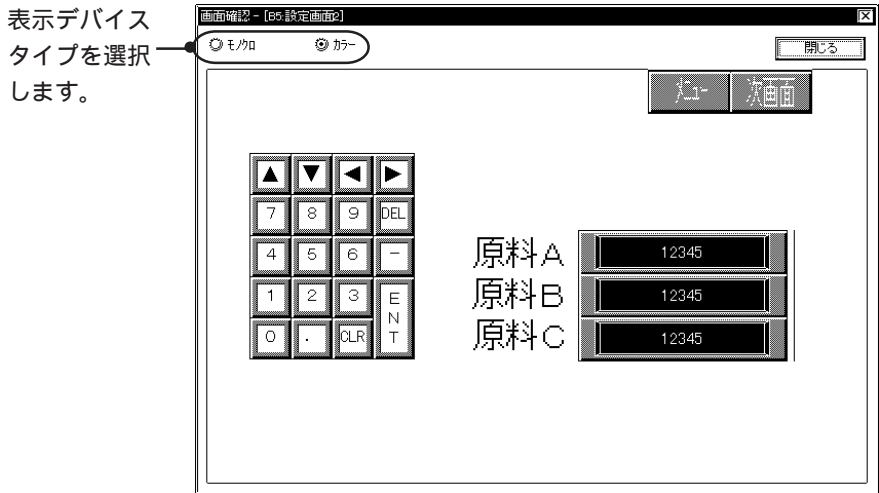 表示デバイス
タイプを選択
します。
画面確認 - [B5:設定画面2]
モノクロ
カラー
閉じる
メニュー
次画面
▲ ▼ ◀ ▶
7 8 9 DEL
4 5 6 -
1 2 3 ENT
0 . CLR
原料A 12345
原料B 12345
原料C 12345